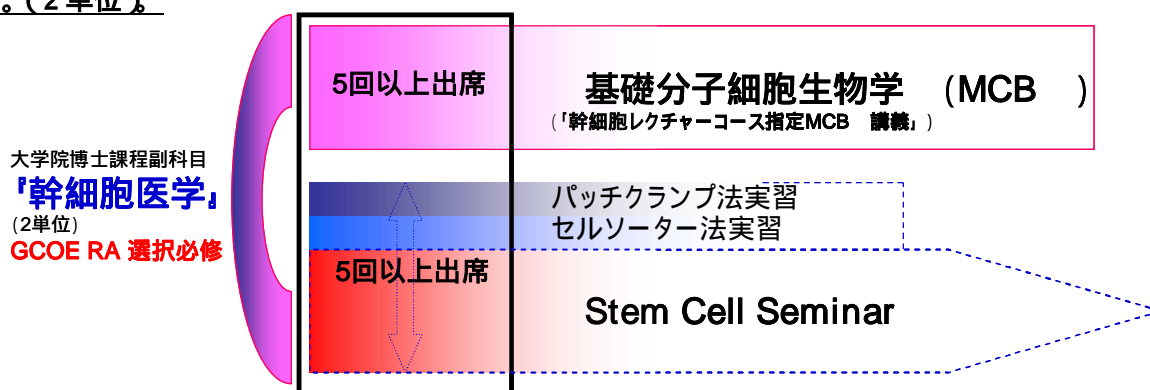 。(2単位)。
5回以上出席
基礎分子細胞生物学 (MCB )
(「幹細胞レクチャーコース指定MCB 講義」)
大学院博士課程副科目
『幹細胞医学』
(2単位)
GCOE RA 選択必修
パッチクランプ法実習
セルソーター法実習
5回以上出席
Stem Cell Seminar